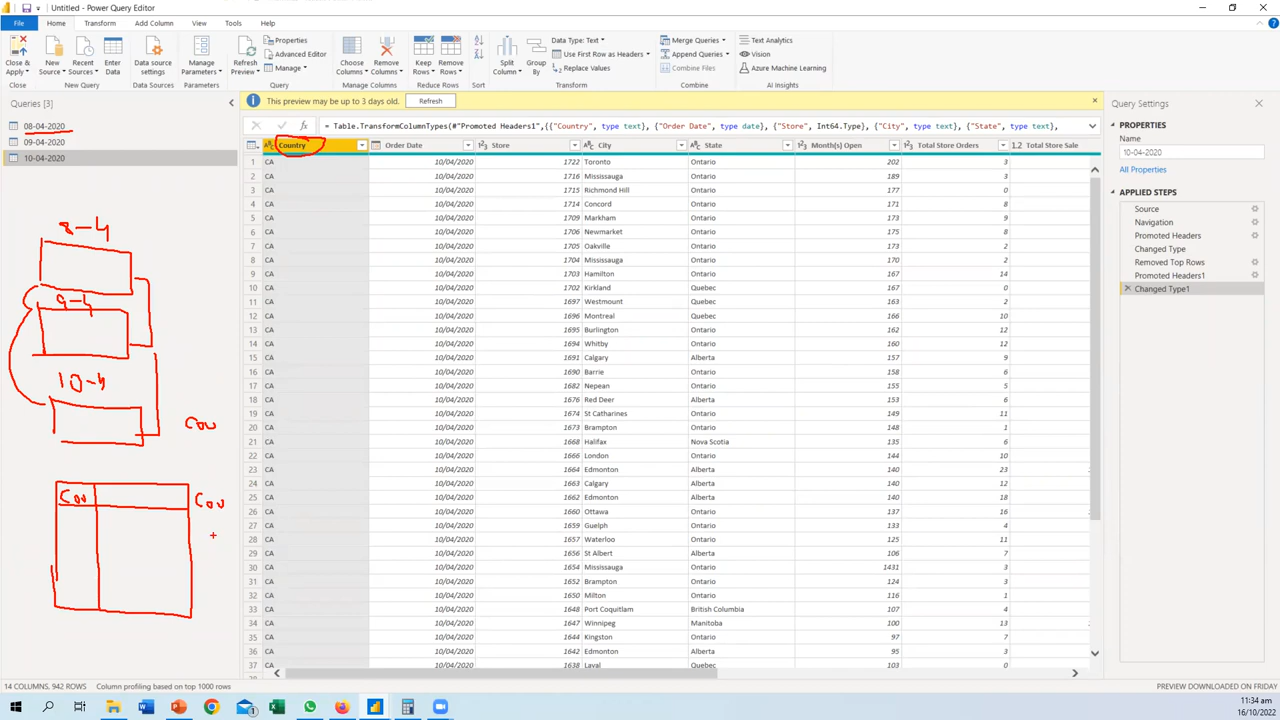 Untitled - Power Query Editor
File Home Transform Add Column View Tools Help
Close & Apply
New Source
Recent Sources
Enter Data
Data source settings
Manage Parameters
Refresh Preview
Properties
Advanced Editor
Manage
Choose Columns
Remove Columns
Keep Rows
Remove Rows
Split Column
Group By
Data Type: Text
Use First Row as Headers
Replace Values
Merge Queries
Append Queries
Combine Files
Text Analytics
Vision
Azure Machine Learning
Close New Query Data Sources Parameters Query Manage Columns Reduce Rows Sort Transform Combine AI Insights
Queries [3]
08-04-2020
09-04-2020
10-04-2020
8-4
9-4
10-4
Cou
Cou Cou
This preview may be up to 3 days old. Refresh
= Table.TransformColumnTypes(#"Promoted Headers1",{{"Country", type text}, {"Order Date", type date}, {"Store", Int64.Type}, {"City", type text}, {"State", type text},
Country Order Date Store City State Month(s) Open Total Store Orders Total Store Sale
1 CA 10/04/2020 1722 Toronto Ontario 202 3
2 CA 10/04/2020 1716 Mississauga Ontario 189 3
3 CA 10/04/2020 1715 Richmond Hill Ontario 177 0
4 CA 10/04/2020 1714 Concord Ontario 171 8
5 CA 10/04/2020 1709 Markham Ontario 173 9
6 CA 10/04/2020 1706 Newmarket Ontario 175 8
7 CA 10/04/2020 1705 Oakville Ontario 173 2
8 CA 10/04/2020 1704 Mississauga Ontario 170 2
9 CA 10/04/2020 1703 Hamilton Ontario 167 14
10 CA 10/04/2020 1702 Kirkland Quebec 167 0
11 CA 10/04/2020 1697 Westmount Quebec 163 2
12 CA 10/04/2020 1696 Montreal Quebec 166 10
13 CA 10/04/2020 1695 Burlington Ontario 162 12
14 CA 10/04/2020 1694 Whitby Ontario 160 12
15 CA 10/04/2020 1691 Calgary Alberta 157 9
16 CA 10/04/2020 1690 Barrie Ontario 158 6
17 CA 10/04/2020 1682 Nepean Ontario 155 5
18 CA 10/04/2020 1676 Red Deer Alberta 153 6
19 CA 10/04/2020 1674 St Catharines Ontario 149 11
20 CA 10/04/2020 1673 Brampton Ontario 148 1
21 CA 10/04/2020 1668 Halifax Nova Scotia 135 6
22 CA 10/04/2020 1666 London Ontario 144 10
23 CA 10/04/2020 1664 Edmonton Alberta 140 23
24 CA 10/04/2020 1663 Calgary Alberta 140 12
25 CA 10/04/2020 1662 Edmonton Alberta 140 18
26 CA 10/04/2020 1660 Ottawa Ontario 137 16
27 CA 10/04/2020 1659 Guelph Ontario 133 4
28 CA 10/04/2020 1657 Waterloo Ontario 125 11
29 CA 10/04/2020 1656 St Albert Alberta 106 7
30 CA 10/04/2020 1654 Mississauga Ontario 1431 3
31 CA 10/04/2020 1652 Brampton Ontario 124 3
32 CA 10/04/2020 1650 Milton Ontario 116 1
33 CA 10/04/2020 1648 Port Coquitlam British Columbia 107 4
34 CA 10/04/2020 1647 Winnipeg Manitoba 100 13
35 CA 10/04/2020 1644 Kingston Ontario 97 7
36 CA 10/04/2020 1642 Edmonton Alberta 95 3
37 CA 10/04/2020 1638 Laval Quebec 103 0
Query Settings
PROPERTIES
Name
10-04-2020
All Properties
APPLIED STEPS
Source
Navigation
Promoted Headers
Changed Type
Removed Top Rows
Promoted Headers1
Changed Type1
14 COLUMNS, 942 ROWS Column profiling based on top 1000 rows PREVIEW DOWNLOADED ON FRIDAY
11:34 am
16/10/2022